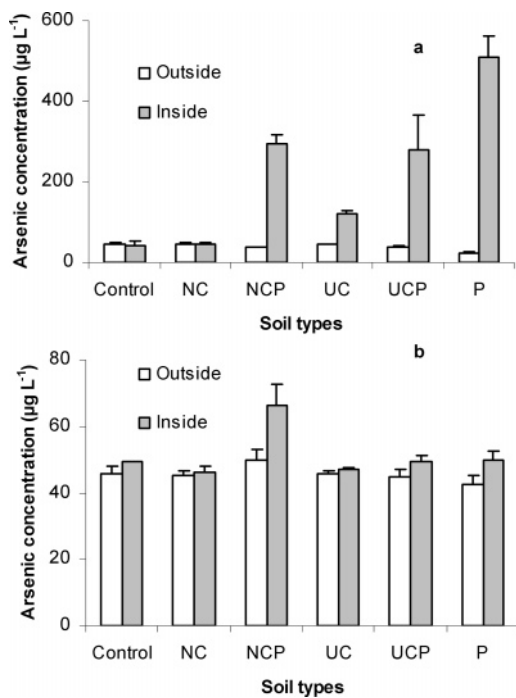 Arsenic concentration (µg L⁻¹)
600
400
200
0
a
Outside
Inside
Control NC NCP UC UCP P
Soil types
Arsenic concentration (µg L⁻¹)
80
60
40
20
0
b
Outside
Inside
Control NC NCP UC UCP P
Soil types